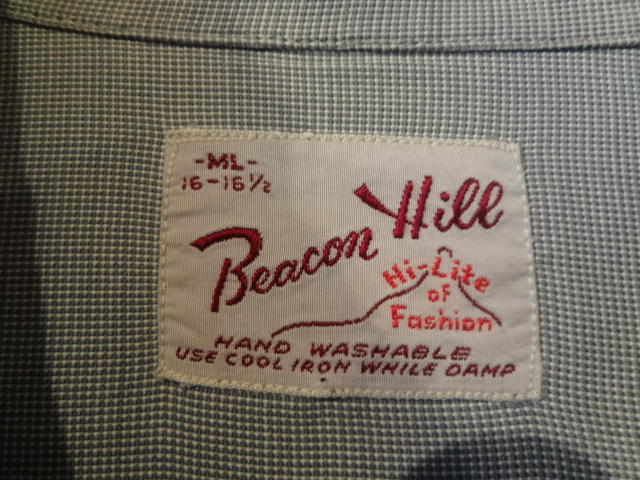 -ML-
16-16½
Beacon Hill
Hi-Lite
of
Fashion
HAND WASHABLE
USE COOL IRON WHILE DAMP